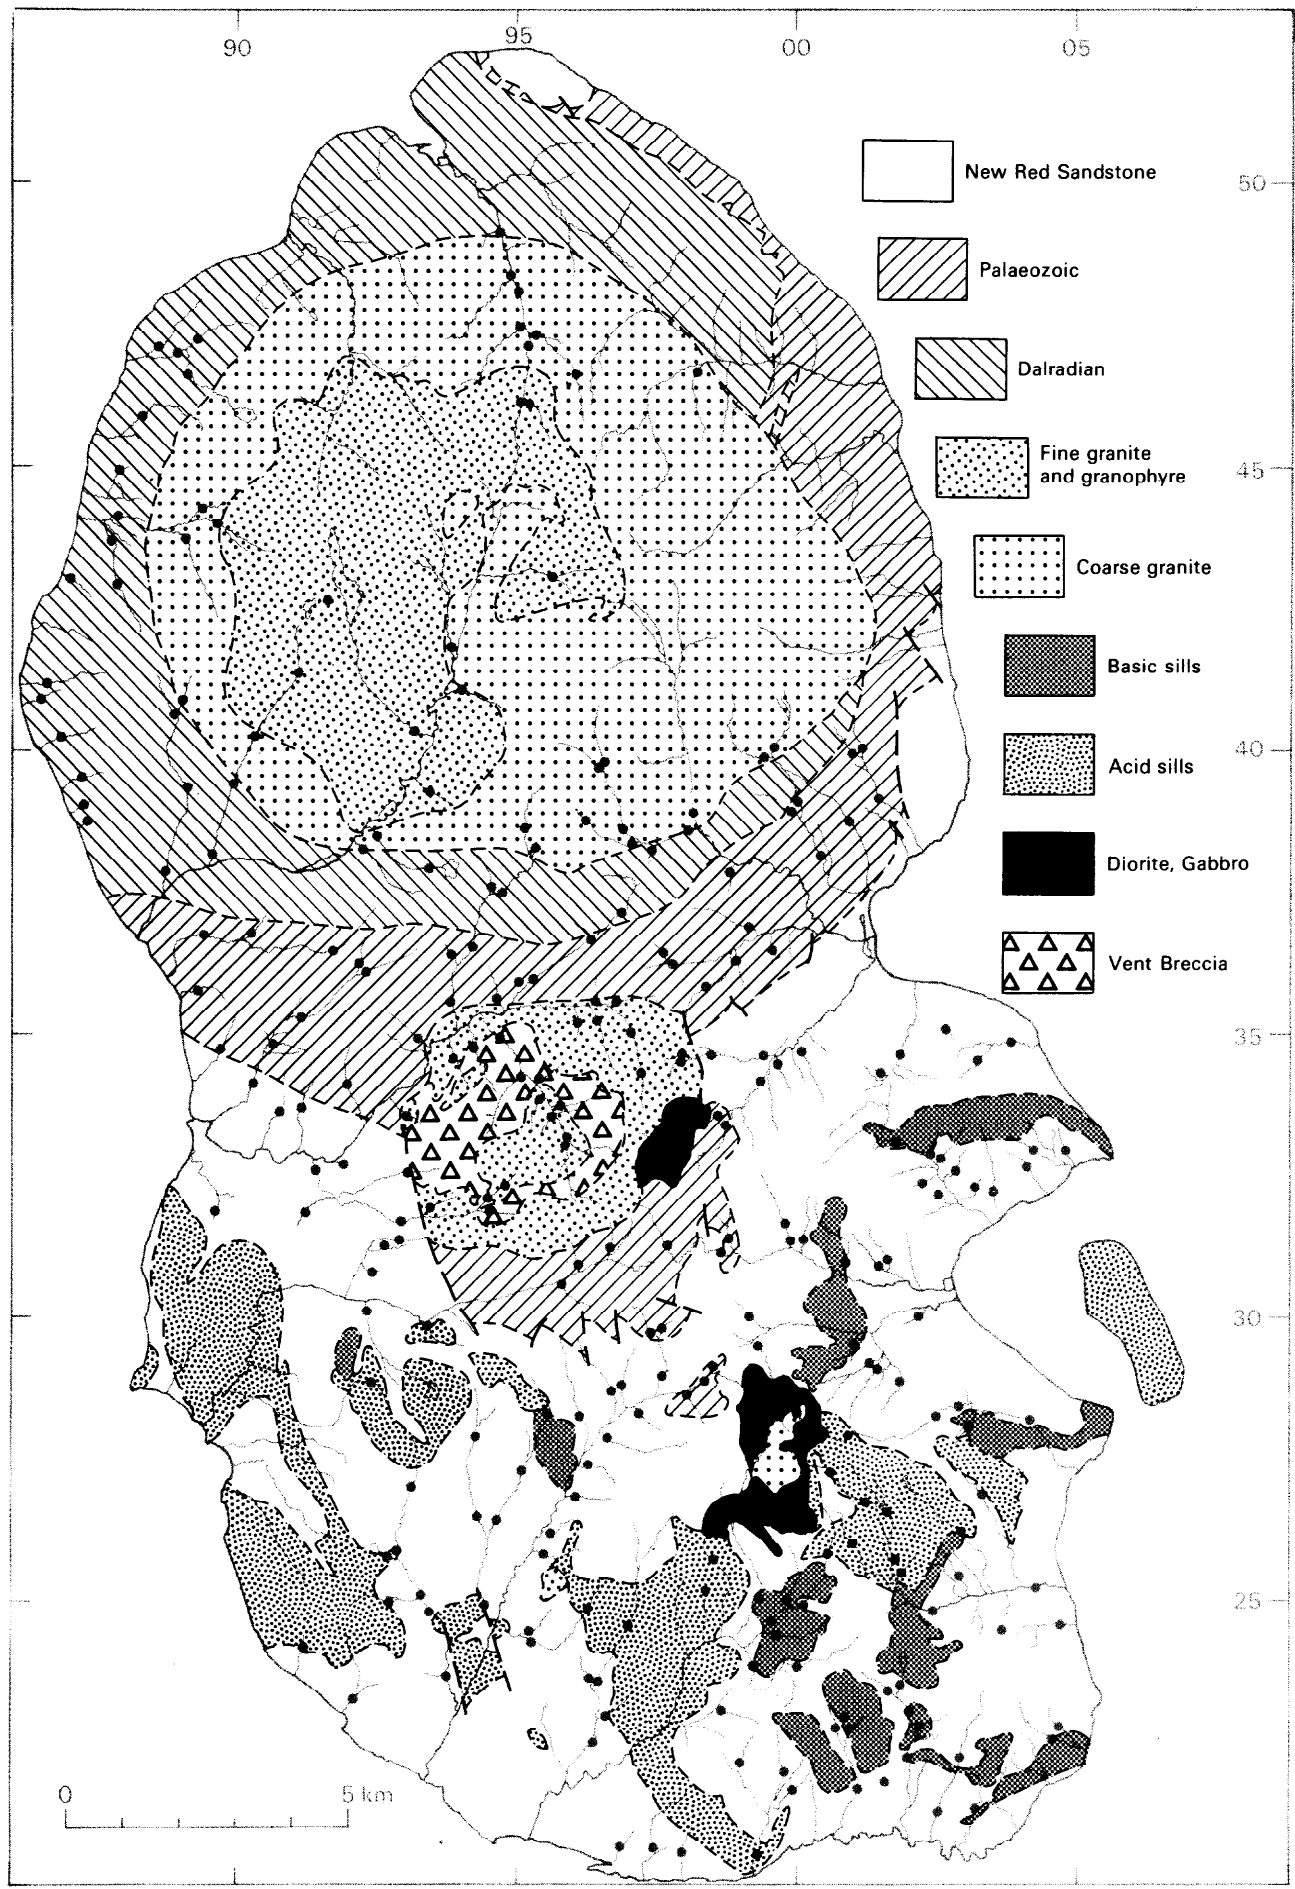 90 95 00 05
New Red Sandstone
50
Palaeozoic
Dalradian
Fine granite
and granophyre
45
Coarse granite
Basic sills
40
Acid sills
Diorite, Gabbro
Vent Breccia
35
30
25
0 5 km